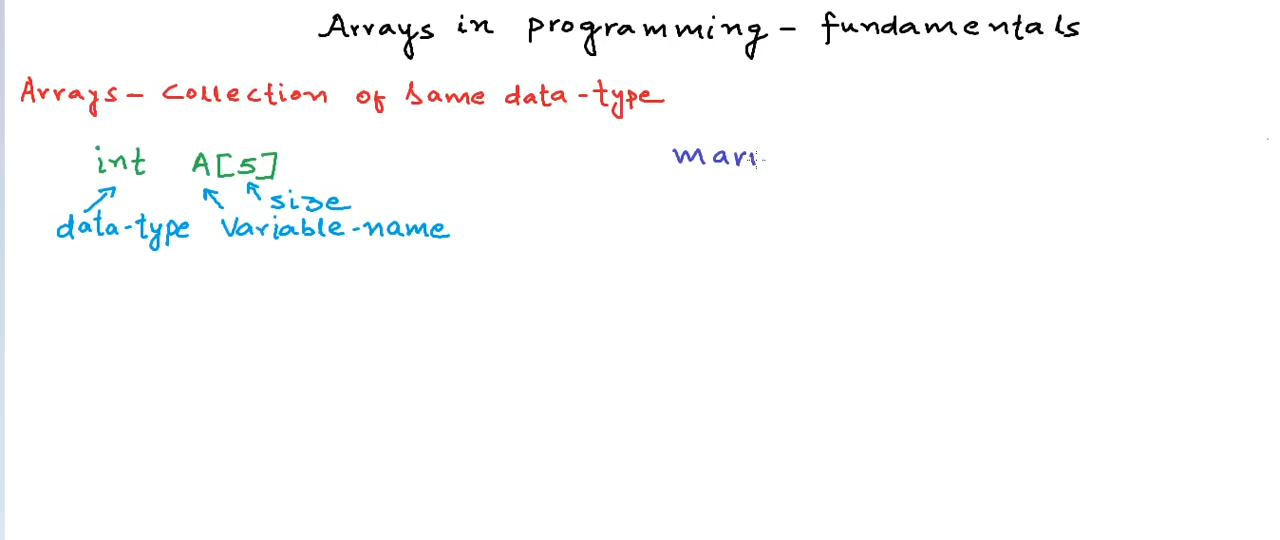 Arrays in programming - fundamentals
Arrays - Collection of same data-type
int A[5]
size
data-type variable-name